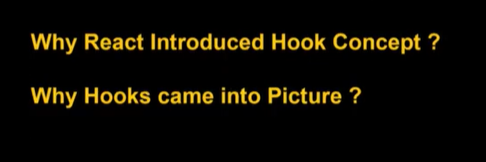 Why React Introduced Hook Concept ?
Why Hooks came into Picture ?